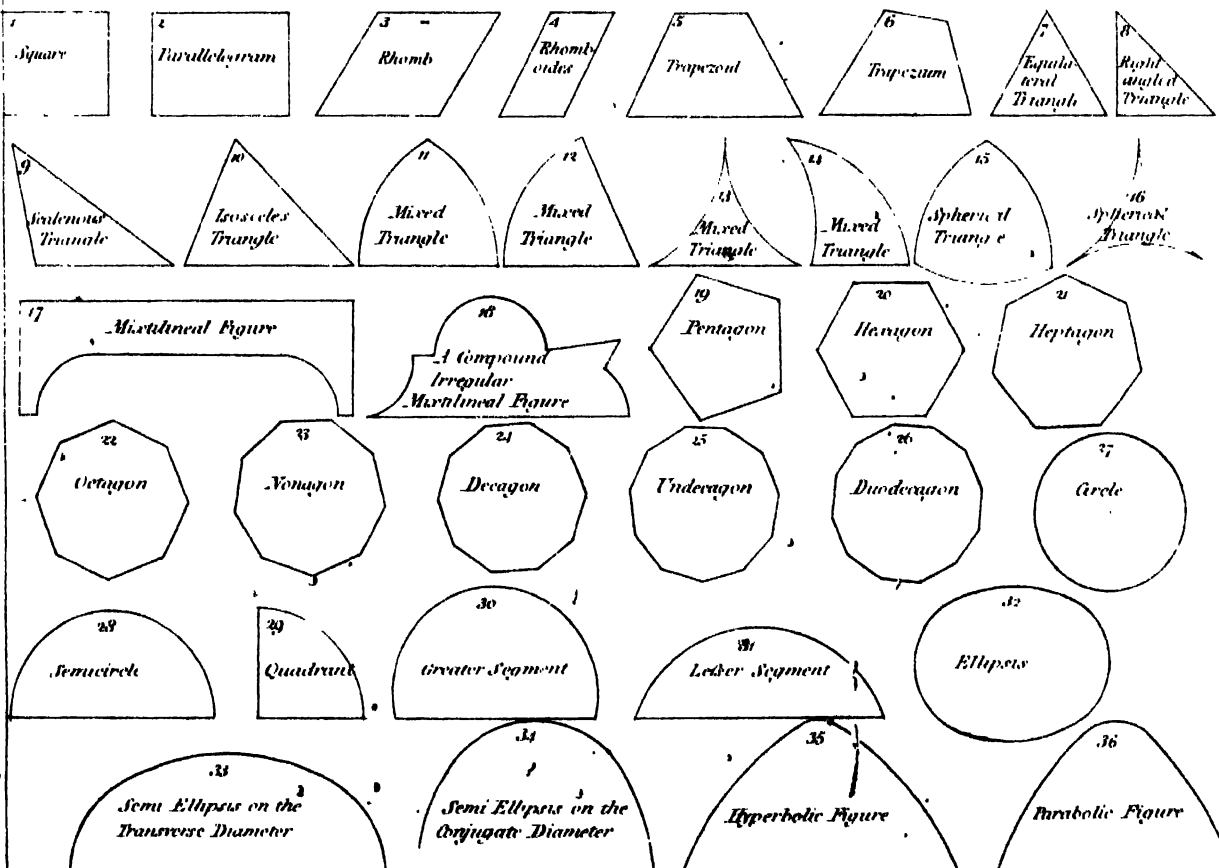 1
Square
2
Parallelogram
3
Rhomb
4
Rhomb
oides
5
Trapezoid
6
Trapezium
7
Equila-
teral
Triangle
8
Right
angled
Triangle
9
Scalenous
Triangle
10
Isosceles
Triangle
11
Mixed
Triangle
12
Mixed
Triangle
13
Mixed
Triangle
14
Mixed
Triangle
15
Spherical
Triangle
16
Spherical
Triangle
17
Mixtilineal Figure
18
A Compound
Irregular
Mixtilineal Figure
19
Pentagon
20
Hexagon
21
Heptagon
22
Octagon
23
Nonagon
24
Decagon
25
Undecagon
26
Duodecagon
27
Circle
28
Semicircle
29
Quadrant
30
Greater Segment
31
Lesser Segment
32
Ellipsis
33
Semi Ellipsis on the
Transverse Diameter
34
Semi Ellipsis on the
Conjugate Diameter
35
Hyperbolic Figure
36
Parabolic Figure